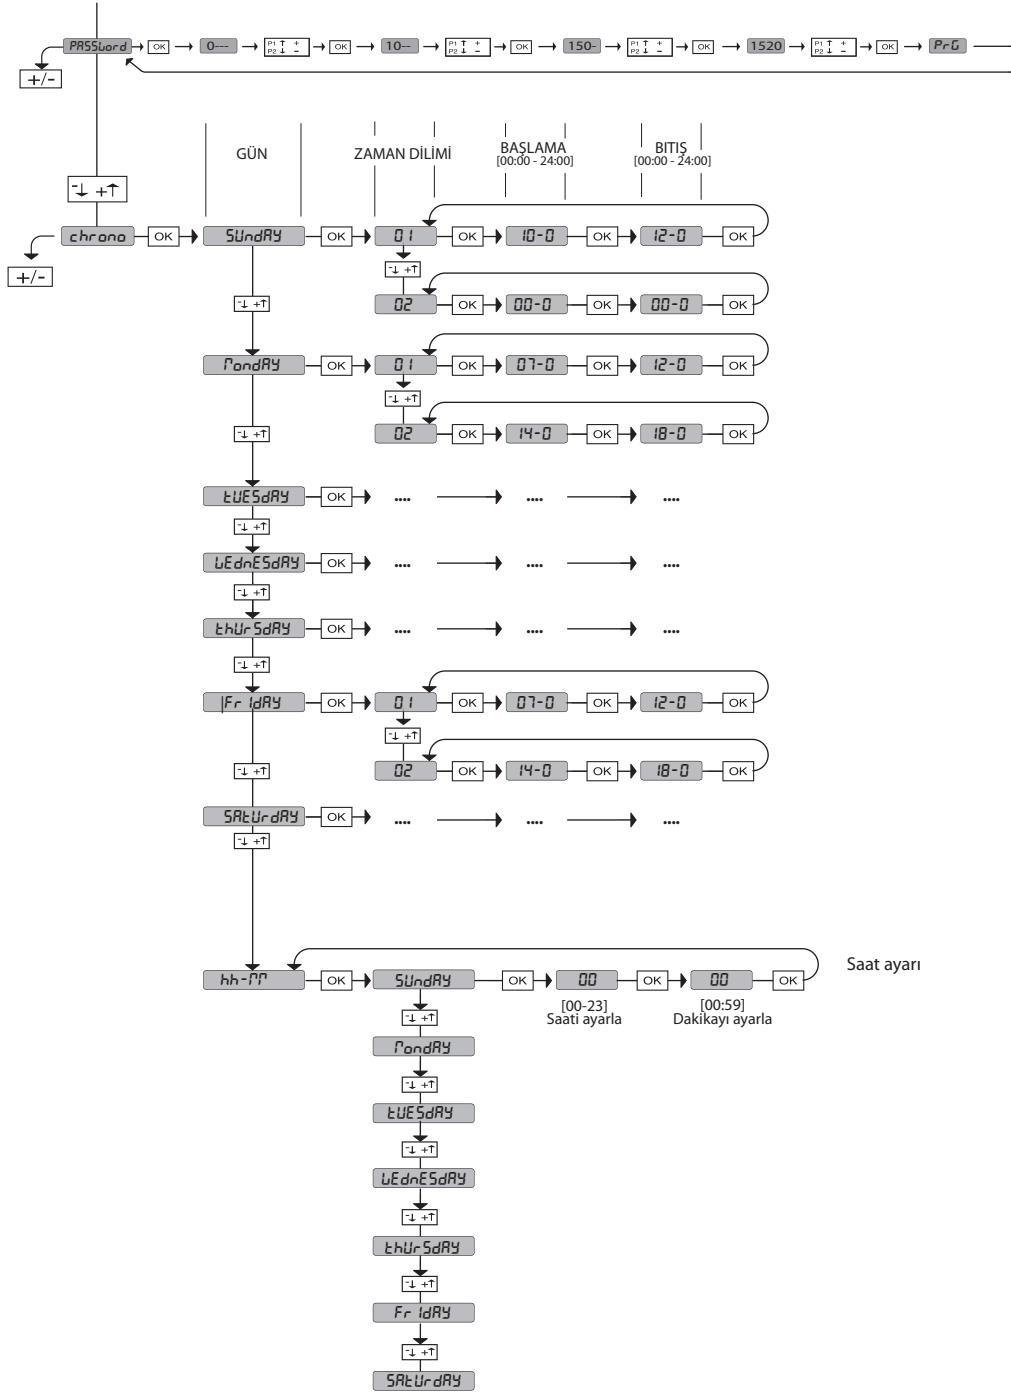 PASSword OK 0--- P1 ↑ + P2 ↓ - OK 10-- P1 ↑ + P2 ↓ - OK 150- P1 ↑ + P2 ↓ - OK 1520 P1 ↑ + P2 ↓ - OK PrG
+/-
GÜN ZAMAN DİLİMİ BAŞLAMA BITIŞ
[00:00 - 24:00] [00:00 - 24:00]
-↓ +↑
chrono OK SUndAY OK 01 OK 10-0 OK 12-0 OK
+/-
-↓ +↑
-↓ +↑ 02 OK 00-0 OK 00-0 OK
MondAY OK 01 OK 07-0 OK 12-0 OK
-↓ +↑
-↓ +↑ 02 OK 14-0 OK 18-0 OK
tUESdAY OK .... .... ....
-↓ +↑
WEdnESdAY OK .... .... ....
-↓ +↑
thUrSdAY OK .... .... ....
-↓ +↑
FrIdAY OK 01 OK 07-0 OK 12-0 OK
-↓ +↑
-↓ +↑ 02 OK 14-0 OK 18-0 OK
SAtUrdAY OK .... .... ....
-↓ +↑
Saat ayarı
hh-MM OK SUndAY OK 00 OK 00 OK
[00-23] [00:59]
Saati ayarla Dakikayı ayarla
-↓ +↑
MondAY
-↓ +↑
tUESdAY
-↓ +↑
WEdnESdAY
-↓ +↑
thUrSdAY
-↓ +↑
FrIdAY
-↓ +↑
SAtUrdAY